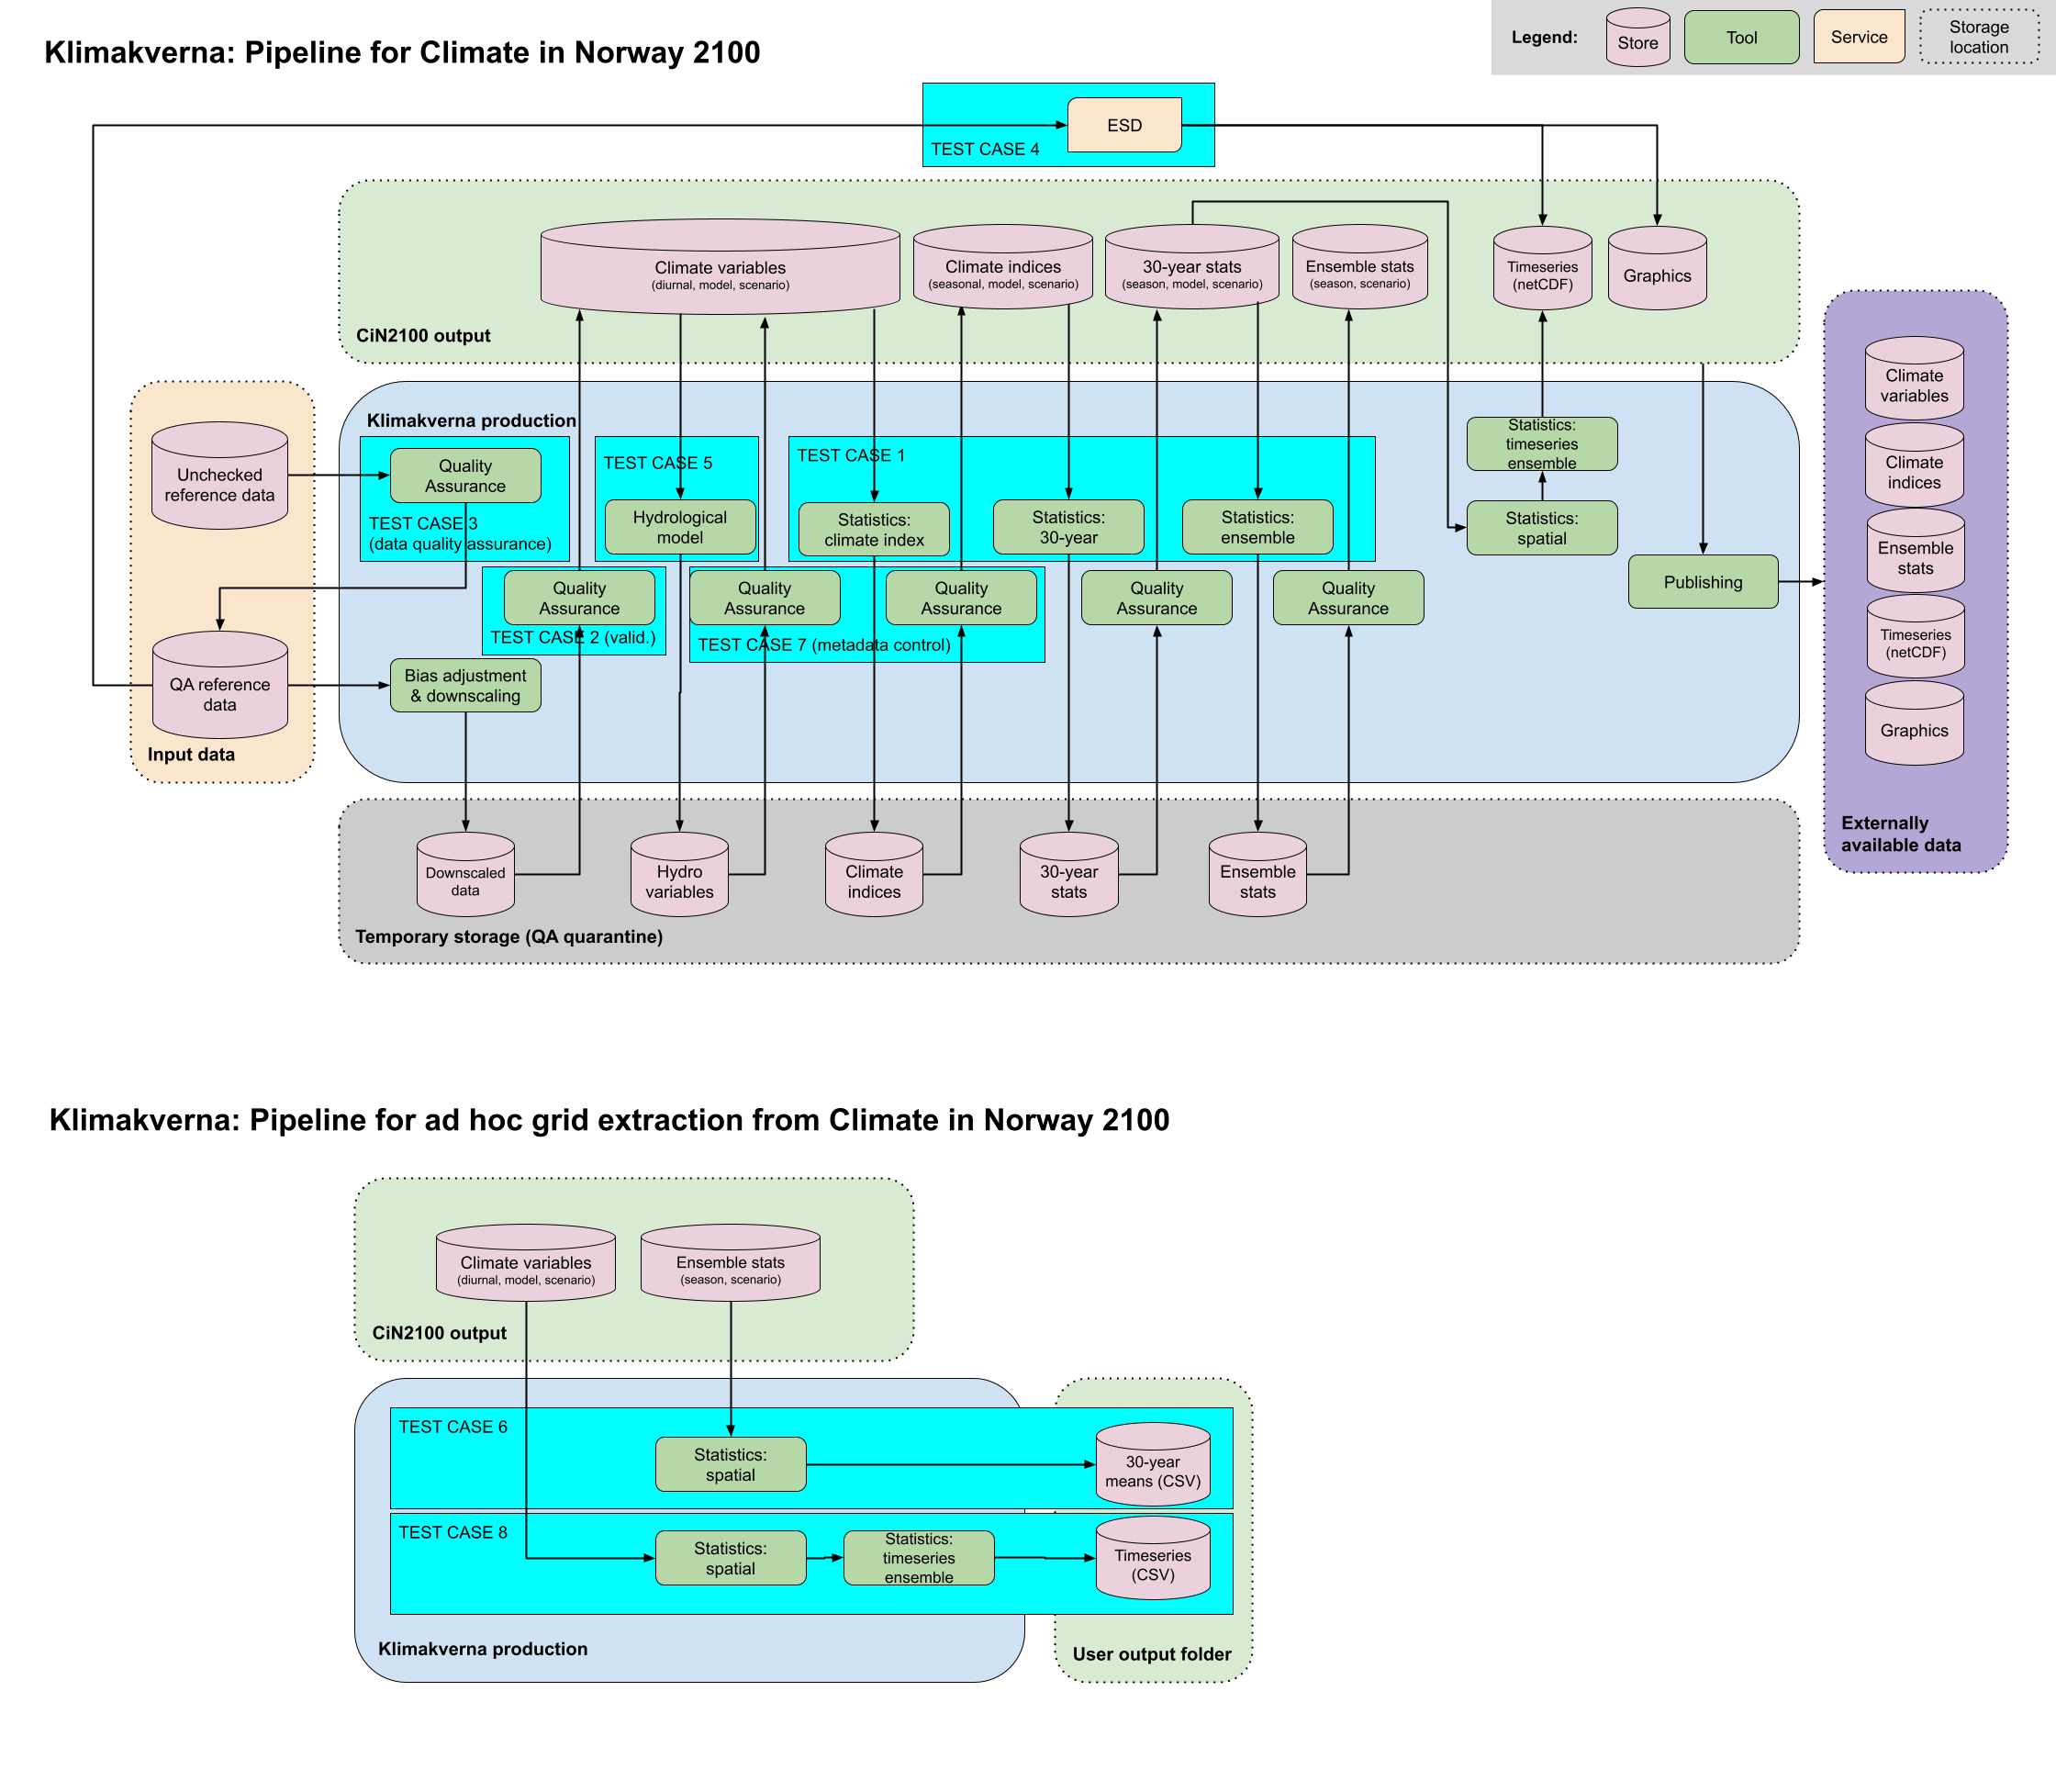 Klimakverna: Pipeline for Climate in Norway 2100
Legend:
Store
Tool
Service
Storage
location
ESD
TEST CASE 4
Climate variables
(diurnal, model, scenario)
Climate indices
(seasonal, model, scenario)
30-year stats
(season, model, scenario)
Ensemble stats
(season, scenario)
Timeseries
(netCDF)
Graphics
CiN2100 output
Unchecked
reference data
QA reference
data
Input data
Klimakverna production
Quality
Assurance
TEST CASE 3
(data quality assurance)
TEST CASE 5
Hydrological
model
TEST CASE 1
Statistics:
climate index
Statistics:
30-year
Statistics:
ensemble
Statistics:
timeseries
ensemble
Statistics:
spatial
Quality
Assurance
TEST CASE 2 (valid.)
Quality
Assurance
Quality
Assurance
TEST CASE 7 (metadata control)
Quality
Assurance
Quality
Assurance
Publishing
Bias adjustment
& downscaling
Climate
variables
Climate
indices
Ensemble
stats
Timeseries
(netCDF)
Graphics
Externally
available data
Downscaled
data
Hydro
variables
Climate
indices
30-year
stats
Ensemble
stats
Temporary storage (QA quarantine)
Klimakverna: Pipeline for ad hoc grid extraction from Climate in Norway 2100
Climate variables
(diurnal, model, scenario)
Ensemble stats
(season, scenario)
CiN2100 output
TEST CASE 6
Statistics:
spatial
30-year
means (CSV)
TEST CASE 8
Statistics:
spatial
Statistics:
timeseries
ensemble
Timeseries
(CSV)
Klimakverna production
User output folder